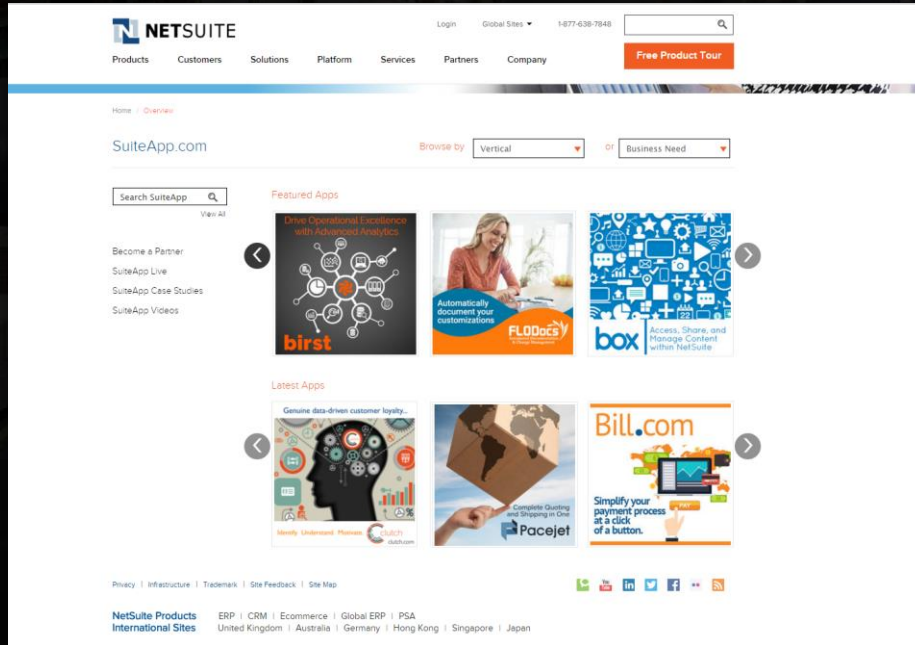 NETSUITE
Login Global Sites 1-877-638-7848
Products Customers Solutions Platform Services Partners Company
Free Product Tour
Home / Overview
SuiteApp.com
Browse by Vertical or Business Need
Search SuiteApp
View All
Become a Partner
SuiteApp Live
SuiteApp Case Studies
SuiteApp Videos
Featured Apps
Drive Operational Excellence
with Advanced Analytics
birst
Automatically
document your
customizations
FLODocs
box
Access, Share, and
Manage Content
within NetSuite
Latest Apps
Genuine data-driven customer loyalty...
Identify Understand
clutch
clutch.com
Complete Quoting
and Shipping in One
Pacejet
Bill.com
Simplify your
payment process
at a click
of a button.
PAY
Privacy | Infrastructure | Trademark | Site Feedback | Site Map
NetSuite Products ERP | CRM | Ecommerce | Global ERP | PSA
International Sites United Kingdom | Australia | Germany | Hong Kong | Singapore | Japan